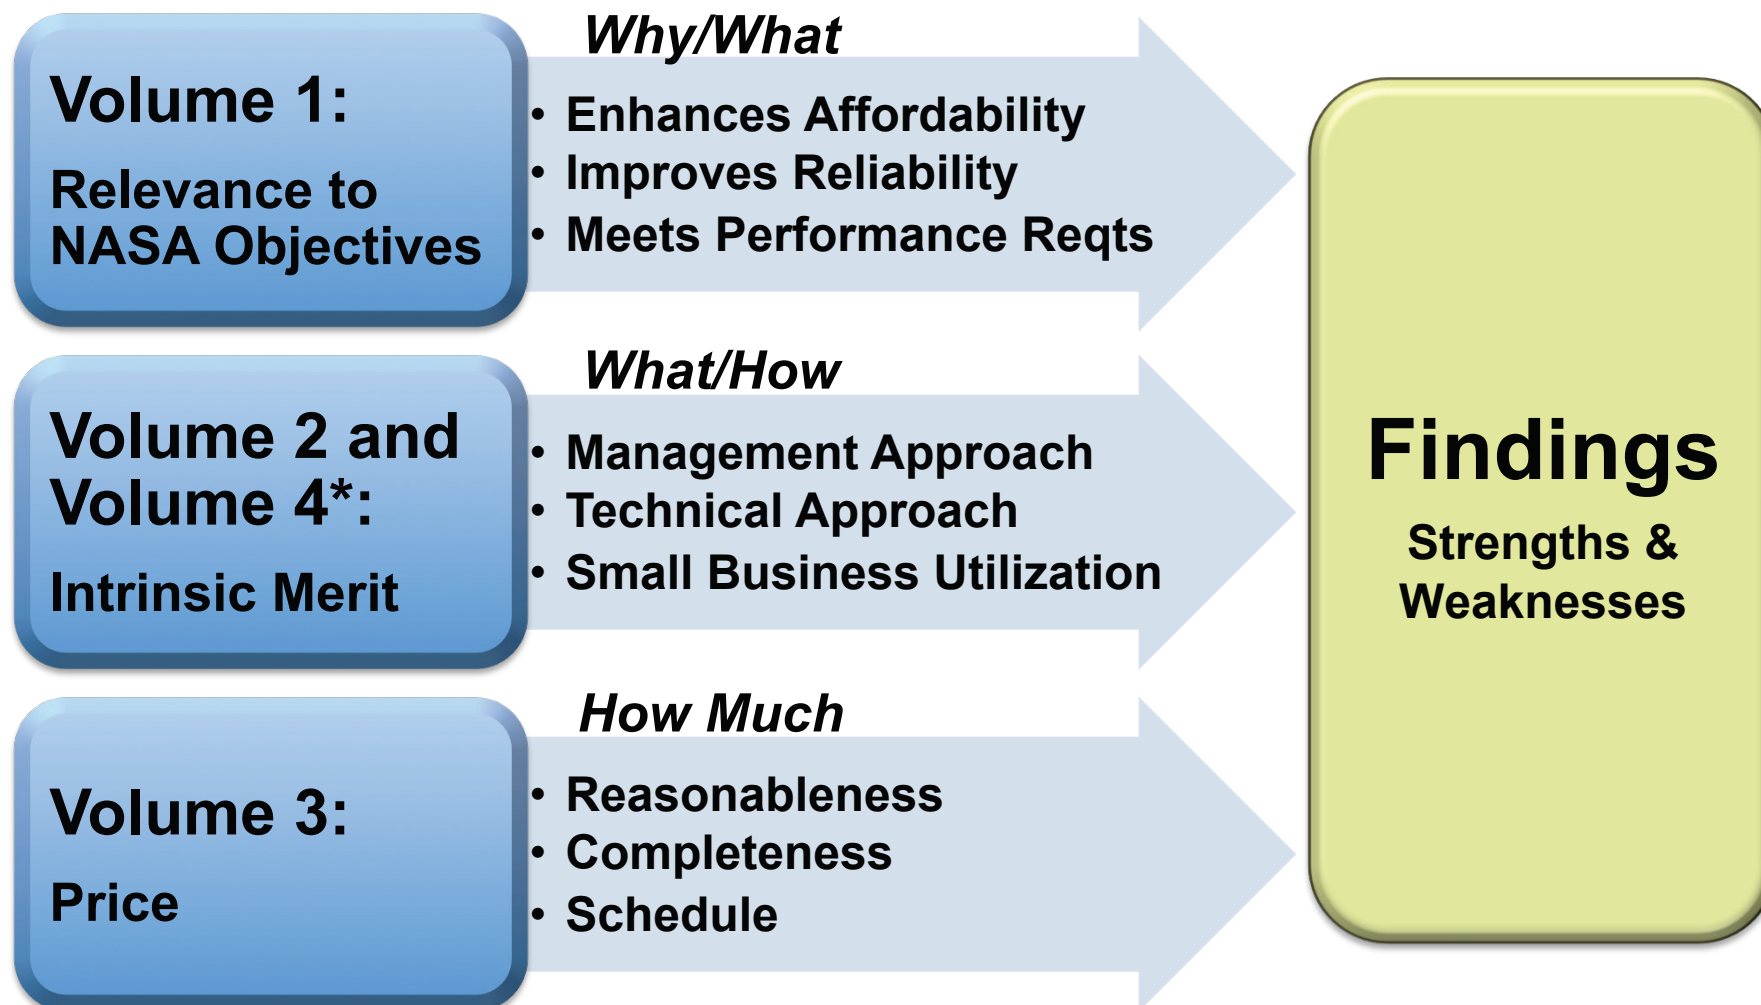 Volume 1:
Relevance to
NASA Objectives
Why/What
• Enhances Affordability
• Improves Reliability
• Meets Performance Reqts
Volume 2 and
Volume 4*:
Intrinsic Merit
What/How
• Management Approach
• Technical Approach
• Small Business Utilization
Volume 3:
Price
How Much
• Reasonableness
• Completeness
• Schedule
Findings
Strengths &
Weaknesses